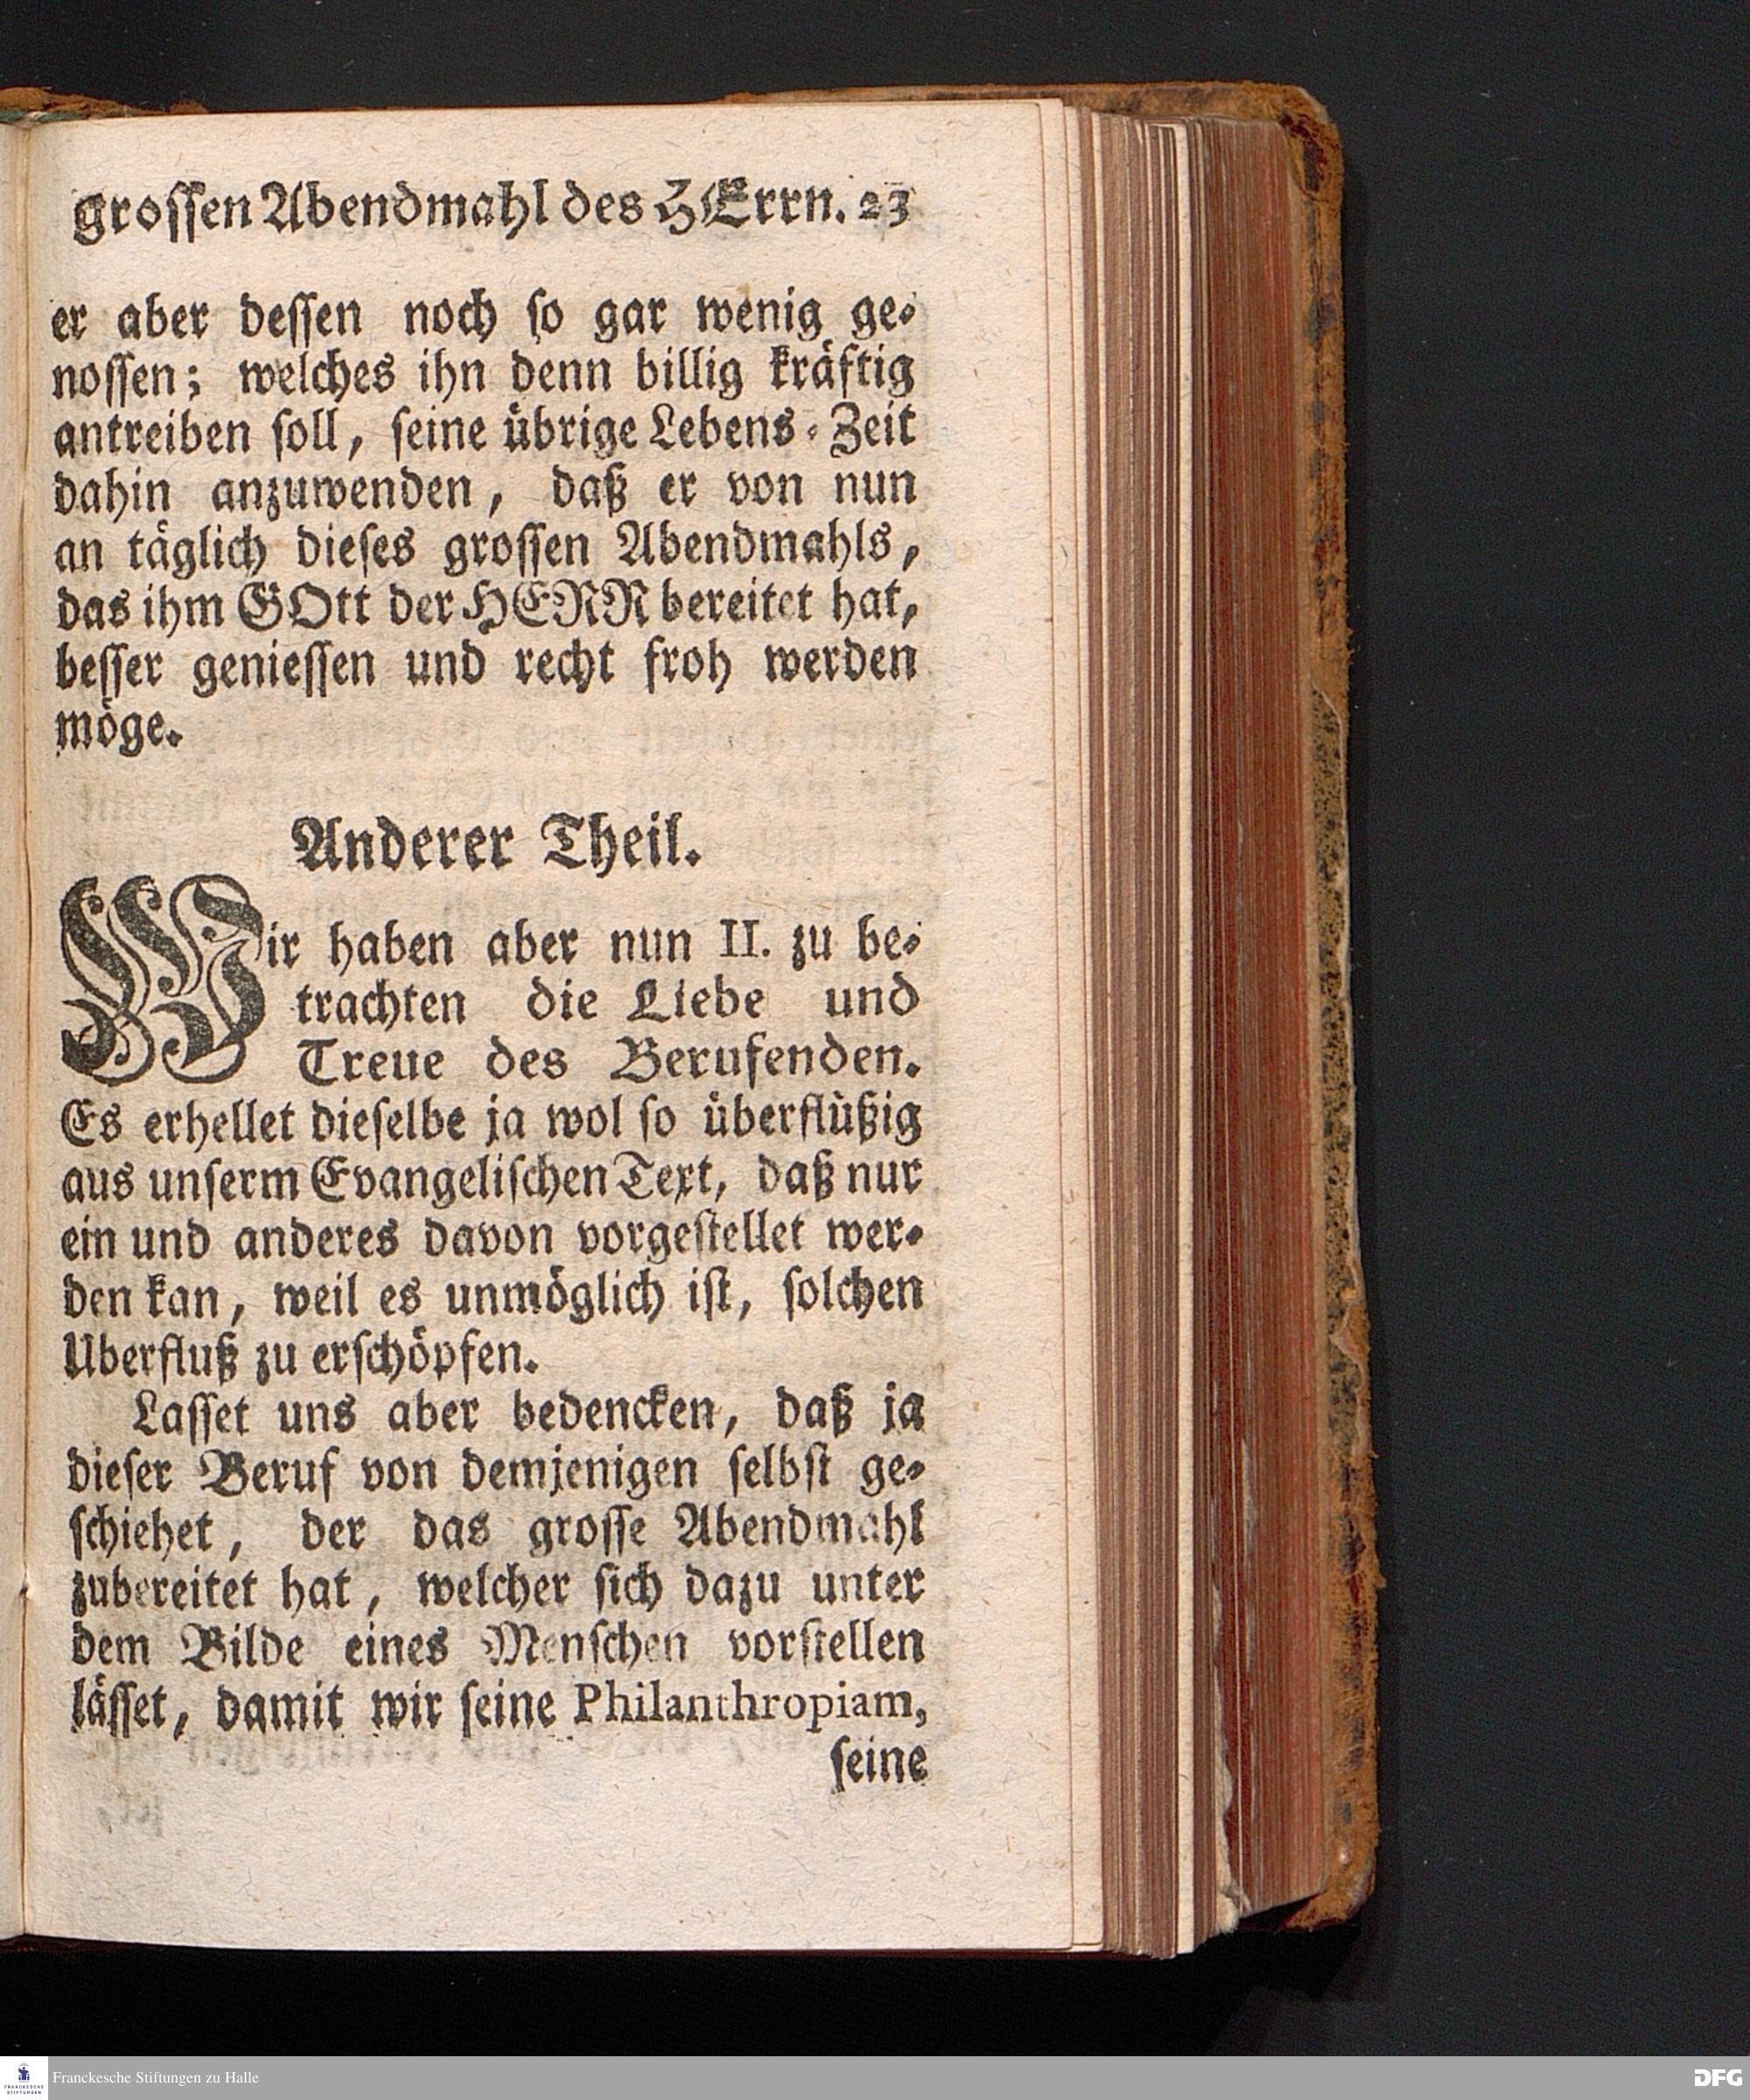 grossen Abendmahl des HErrn. 23
er aber dessen noch so gar wenig ge-
nossen; welches ihn denn billig kräftig
antreiben soll, seine übrige Lebens-Zeit
dahin anzuwenden, daß er von nun
an täglich dieses grossen Abendmahls,
das ihm GOtt der HERR bereitet hat,
besser geniessen und recht froh werden
möge.
Anderer Theil.
Wir haben aber nun II. zu be-
trachten die Liebe und
Treue des Berufenden.
Es erhellet dieselbe ja wol so überflüßig
aus unserm Evangelischen Text, daß nur
ein und anderes davon vorgestellet wer-
den kan, weil es unmöglich ist, solchen
Uberfluß zu erschöpfen.
Lasset uns aber bedencken, daß ja
dieser Beruf von demjenigen selbst ge-
schiehet, der das grosse Abendmahl
zubereitet hat, welcher sich dazu unter
dem Bilde eines Menschen vorstellen
lässet, damit wir seine Philanthropiam,
seine
FRANCKESCHE
STIFTUNGEN
Franckesche Stiftungen zu Halle
DFG